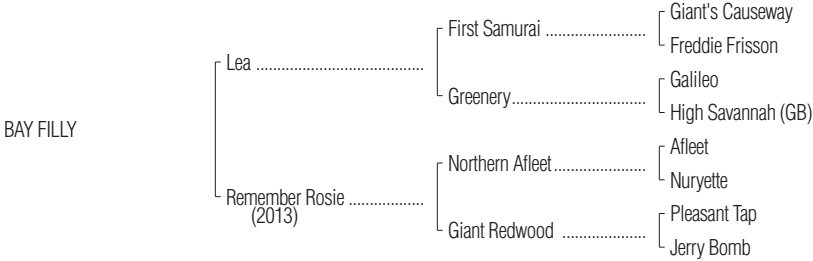 Giant's Causeway
First Samurai ........................
Freddie Frisson
Lea ........................................
Galileo
Greenery................................
High Savannah (GB)
BAY FILLY
Afleet
Northern Afleet......................
Nuryette
Remember Rosie ..................
(2013)
Pleasant Tap
Giant Redwood ....................
Jerry Bomb